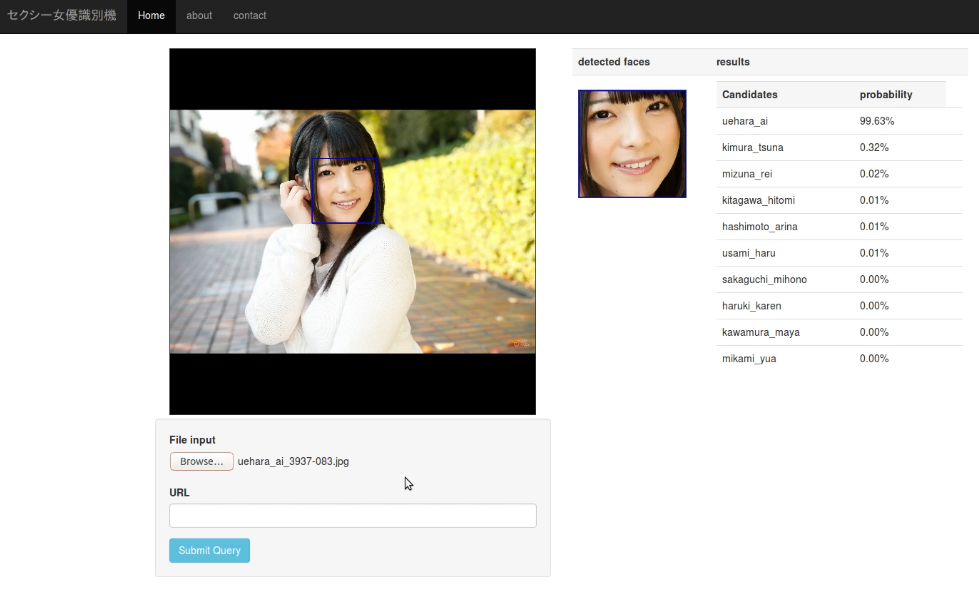 セクシー女優識別機 Home about contact
detected faces results
Candidates probability
uehara_ai 99.63%
kimura_tsuna 0.32%
mizuna_rei 0.02%
kitagawa_hitomi 0.01%
hashimoto_arina 0.01%
usami_haru 0.01%
sakaguchi_mihono 0.00%
haruki_karen 0.00%
kawamura_maya 0.00%
mikami_yua 0.00%
File input
Browse... uehara_ai_3937-083.jpg
URL
Submit Query